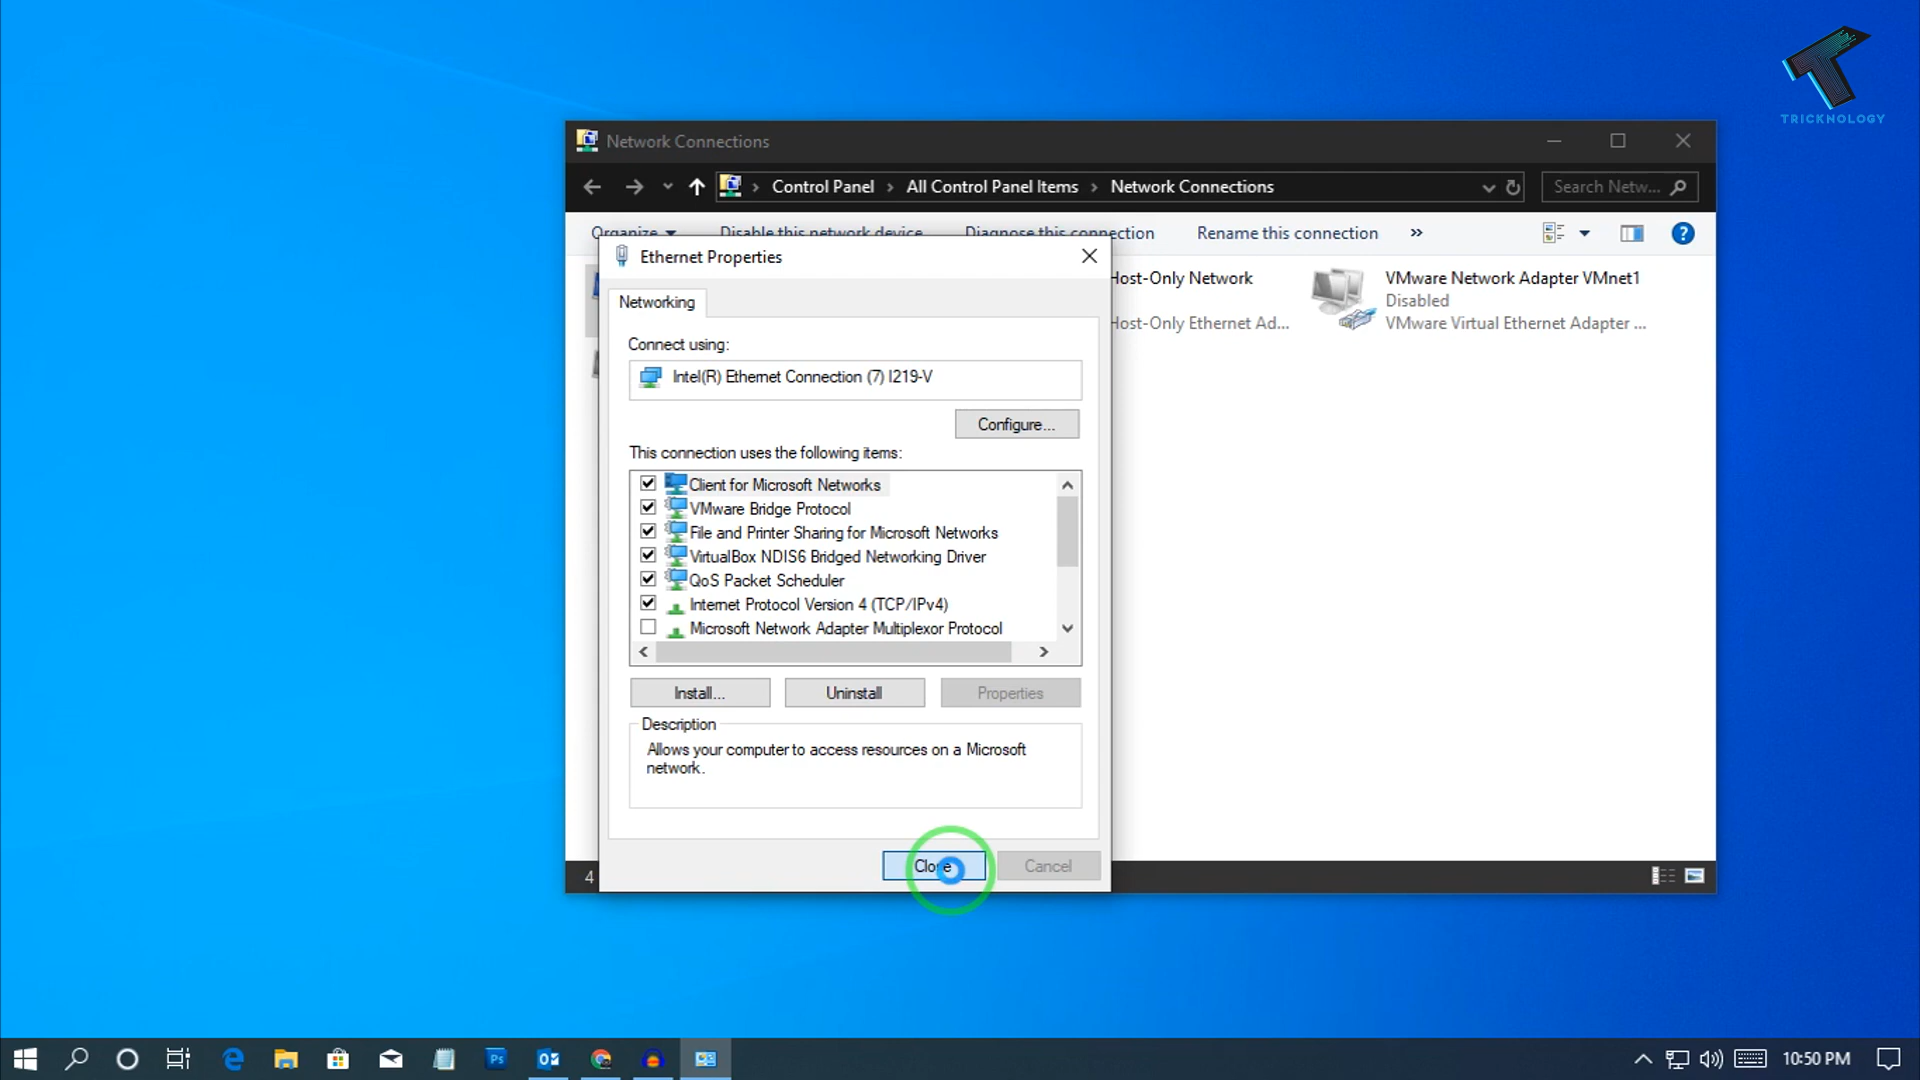 TRICKNOLOGY
Network Connections
Control Panel > All Control Panel Items > Network Connections
Search Netw...
Organize Disable this network device Diagnose this connection Rename this connection »
Ethernet Properties
Host-Only Network
Host-Only Ethernet Ad...
VMware Network Adapter VMnet1
Disabled
VMware Virtual Ethernet Adapter ...
Networking
Connect using:
Intel(R) Ethernet Connection (7) I219-V
Configure...
This connection uses the following items:
Client for Microsoft Networks
VMware Bridge Protocol
File and Printer Sharing for Microsoft Networks
VirtualBox NDIS6 Bridged Networking Driver
QoS Packet Scheduler
Internet Protocol Version 4 (TCP/IPv4)
Microsoft Network Adapter Multiplexor Protocol
Install... Uninstall Properties
Description
Allows your computer to access resources on a Microsoft
network.
Close Cancel
4
Ps
10:50 PM